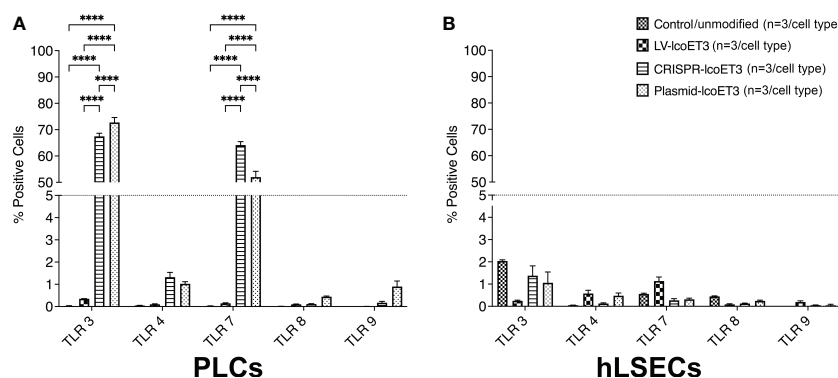 A
B
**** ****
**** ****
**** ****
**** ****
**** ****
% Positive Cells
100
90
80
70
60
50
5
4
3
2
1
0
TLR 3
TLR 4
TLR 7
TLR 8
TLR 9
PLCs
% Positive Cells
100
90
80
70
60
50
5
4
3
2
1
0
TLR 3
TLR 4
TLR 7
TLR 8
TLR 9
hLSECs
Control/unmodified (n=3/cell type
LV-lcoET3 (n=3/cell type)
CRISPR-lcoET3 (n=3/cell type)
Plasmid-lcoET3 (n=3/cell type)